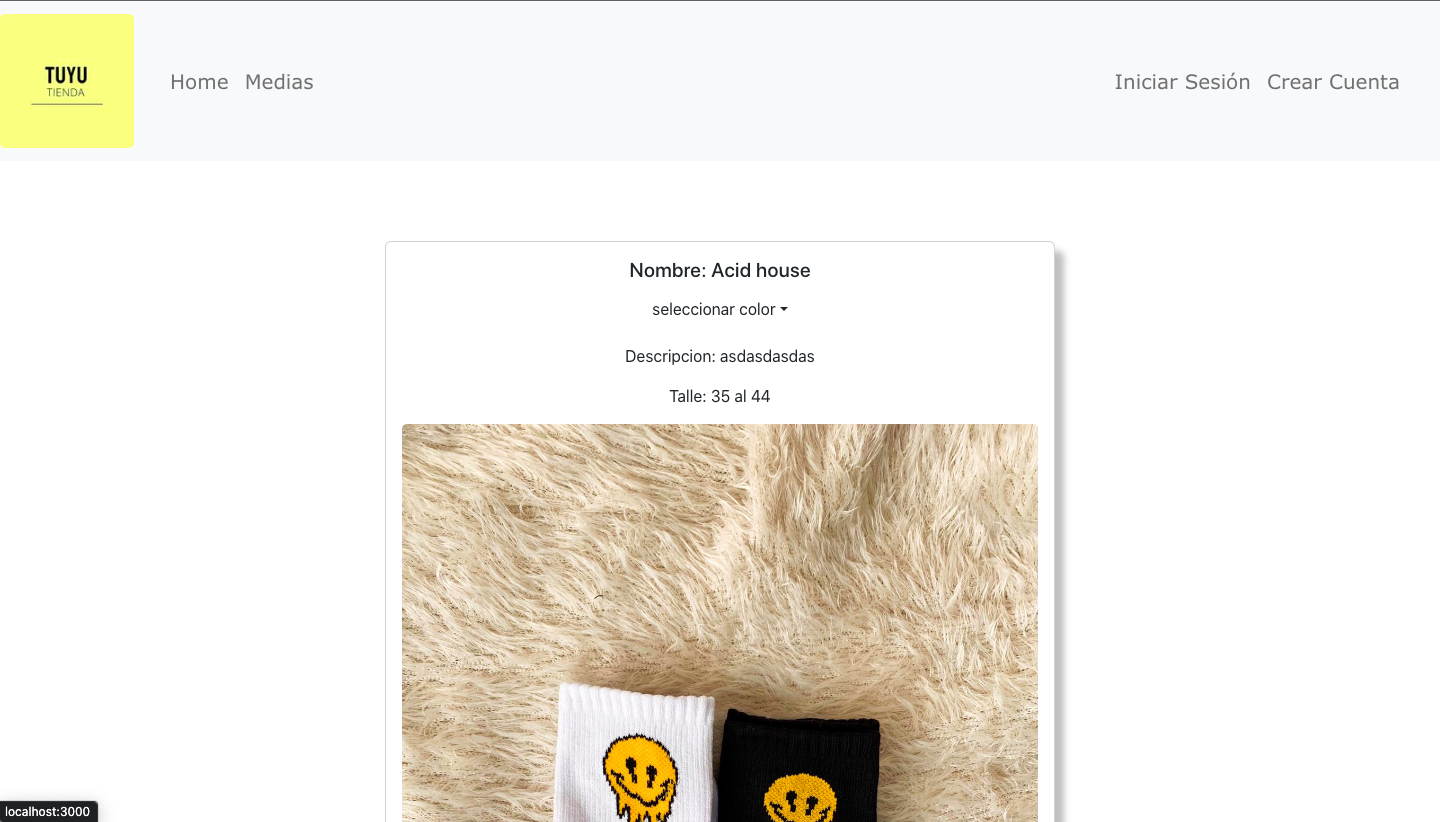 TUYU
TIENDA
Home Medias
Iniciar Sesión Crear Cuenta
Nombre: Acid house
seleccionar color
Descripcion: asdasdasdas
Talle: 35 al 44
localhost:3000